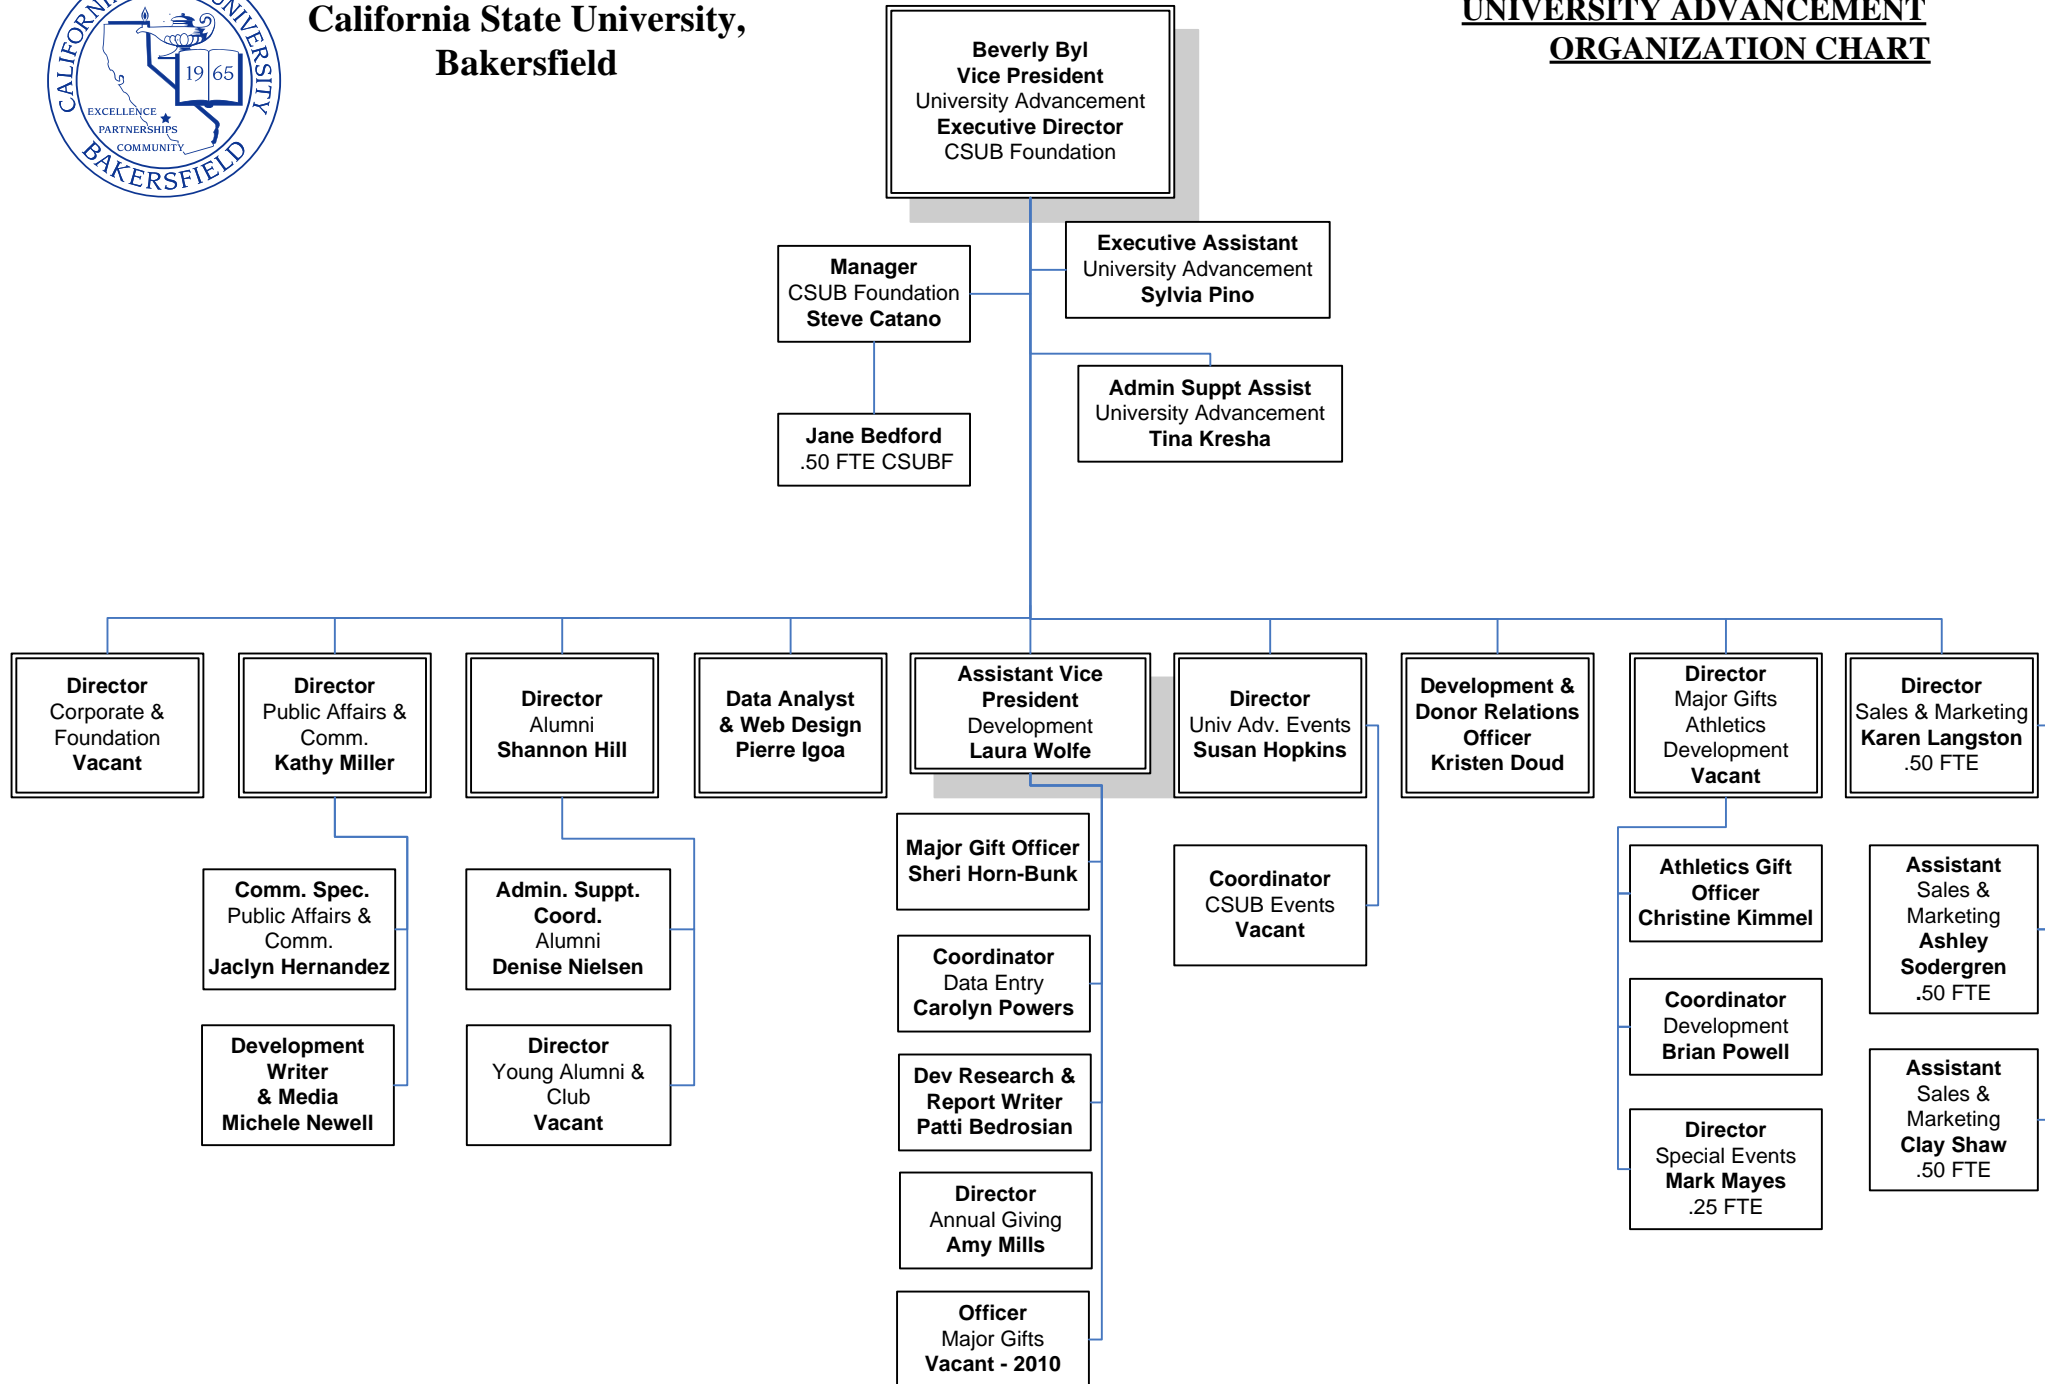 California State University,
Bakersfield
UNIVERSITY ADVANCEMENT
ORGANIZATION CHART
CALIFORNIA
UNIVERSITY
BAKERSFIELD
19 65
EXCELLENCE
PARTNERSHIPS
COMMUNITY
Beverly Byl
Vice President
University Advancement
Executive Director
CSUB Foundation
Manager
CSUB Foundation
Steve Catano
Executive Assistant
University Advancement
Sylvia Pino
Jane Bedford
.50 FTE CSUBF
Admin Suppt Assist
University Advancement
Tina Kresha
Director
Corporate &
Foundation
Vacant
Director
Public Affairs &
Comm.
Kathy Miller
Director
Alumni
Shannon Hill
Data Analyst
& Web Design
Pierre Igoa
Assistant Vice
President
Development
Laura Wolfe
Director
Univ Adv. Events
Susan Hopkins
Development &
Donor Relations
Officer
Kristen Doud
Director
Major Gifts
Athletics
Development
Vacant
Director
Sales & Marketing
Karen Langston
.50 FTE
Comm. Spec.
Public Affairs &
Comm.
Jaclyn Hernandez
Development
Writer
& Media
Michele Newell
Admin. Suppt.
Coord.
Alumni
Denise Nielsen
Director
Young Alumni &
Club
Vacant
Major Gift Officer
Sheri Horn-Bunk
Coordinator
Data Entry
Carolyn Powers
Dev Research &
Report Writer
Patti Bedrosian
Director
Annual Giving
Amy Mills
Officer
Major Gifts
Vacant - 2010
Coordinator
CSUB Events
Vacant
Athletics Gift
Officer
Christine Kimmel
Coordinator
Development
Brian Powell
Director
Special Events
Mark Mayes
.25 FTE
Assistant
Sales &
Marketing
Ashley
Sodergren
.50 FTE
Assistant
Sales &
Marketing
Clay Shaw
.50 FTE